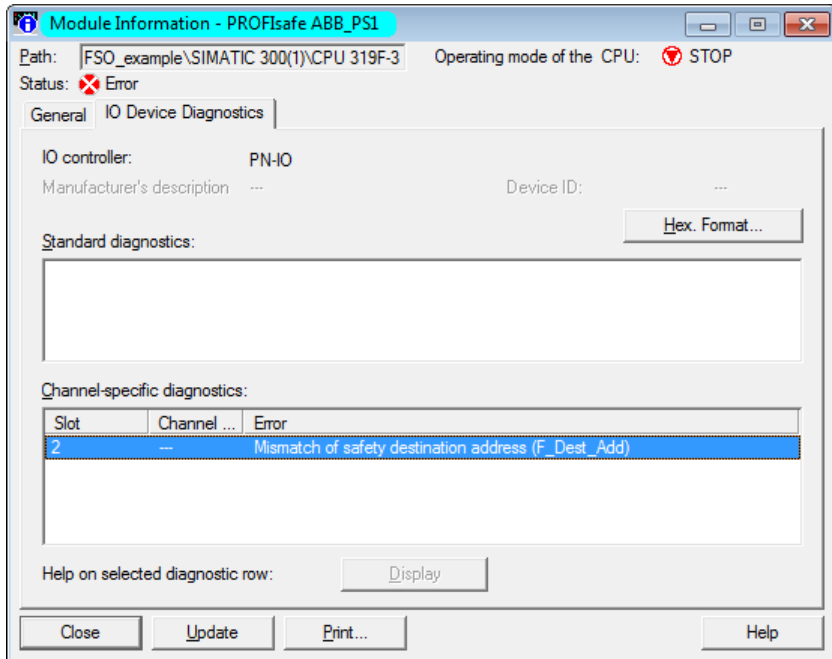 Module Information - PROFIsafe ABB_PS1
Path: FSO_example\SIMATIC 300(1)\CPU 319F-3 Operating mode of the CPU: STOP
Status: Error
General IO Device Diagnostics
IO controller: PN-IO
Manufacturer's description --- Device ID: ---
Hex. Format...
Standard diagnostics:
Channel-specific diagnostics:
Slot Channel ... Error
2 --- Mismatch of safety destination address (F_Dest_Add)
Help on selected diagnostic row: Display
Close Update Print... Help